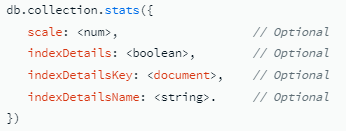 db.collection.stats({
   scale: <num>,                   // Optional
   indexDetails: <boolean>,        // Optional
   indexDetailsKey: <document>,    // Optional
   indexDetailsName: <string>.     // Optional
})